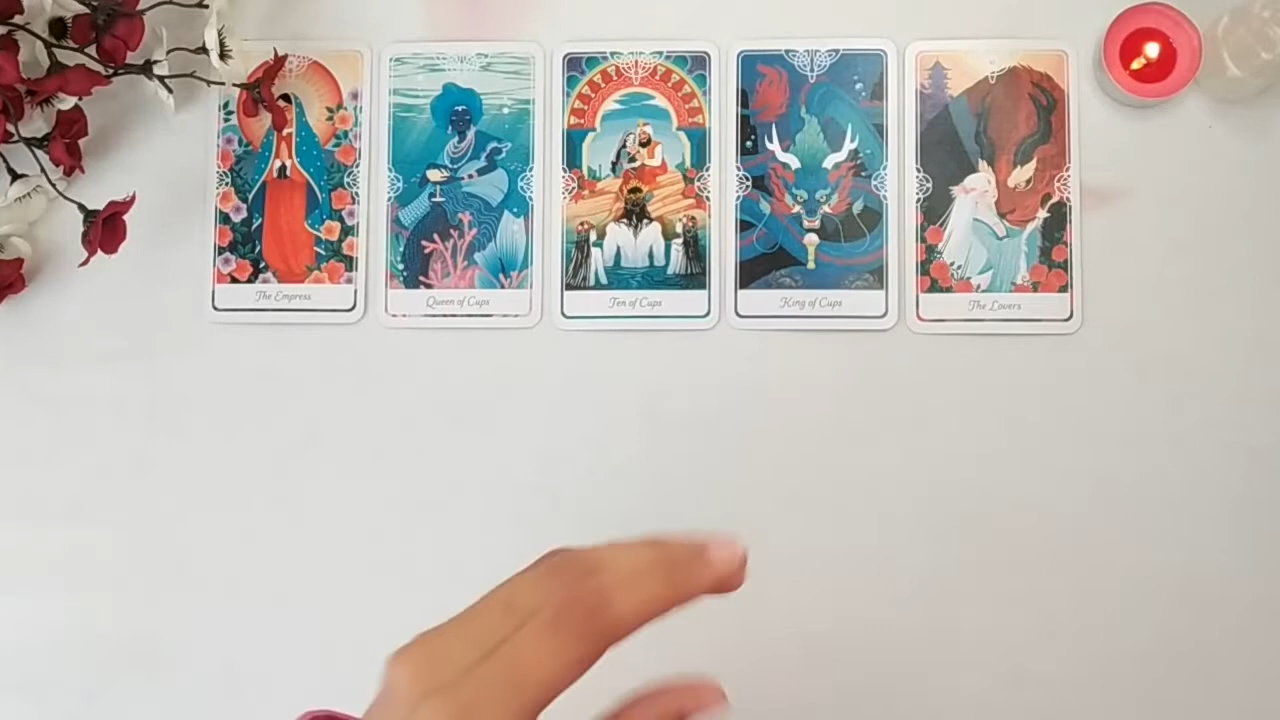 The Empress
Queen of Cups
Ten of Cups
King of Cups
The Lovers